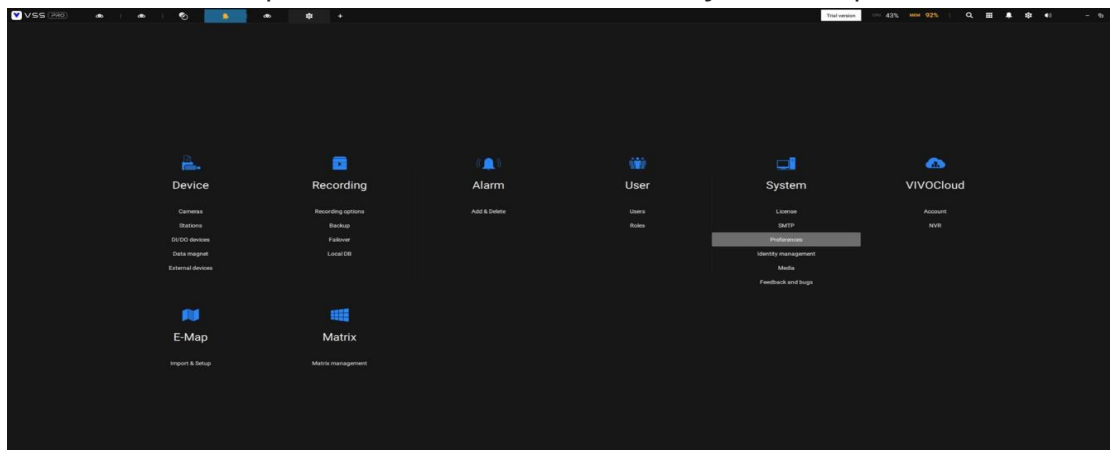 VSS PRO
Trial version
CPU 43% MEM 92%
Device
Cameras
Stations
DI/DO devices
Data magnet
External devices
Recording
Recording options
Backup
Failover
Local DB
Alarm
Add & Delete
User
Users
Roles
System
License
SMTP
Preferences
Identity management
Media
Feedback and bugs
VIVOCloud
Account
NVR
E-Map
Import & Setup
Matrix
Matrix management